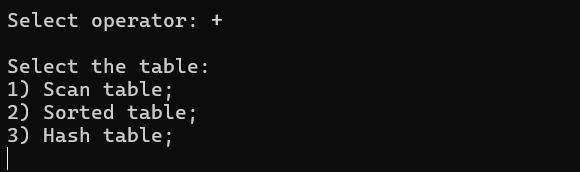 Select operator: +
Select the table:
1) Scan table;
2) Sorted table;
3) Hash table;